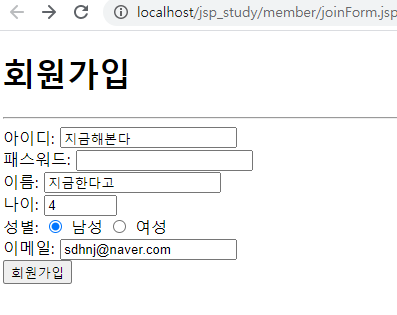 localhost/jsp_study/member/joinForm.jsp
회원가입
아이디: 지금해본다
패스워드:
이름: 지금한다고
나이: 4
성별: 남성 여성
이메일: sdhnj@naver.com
회원가입